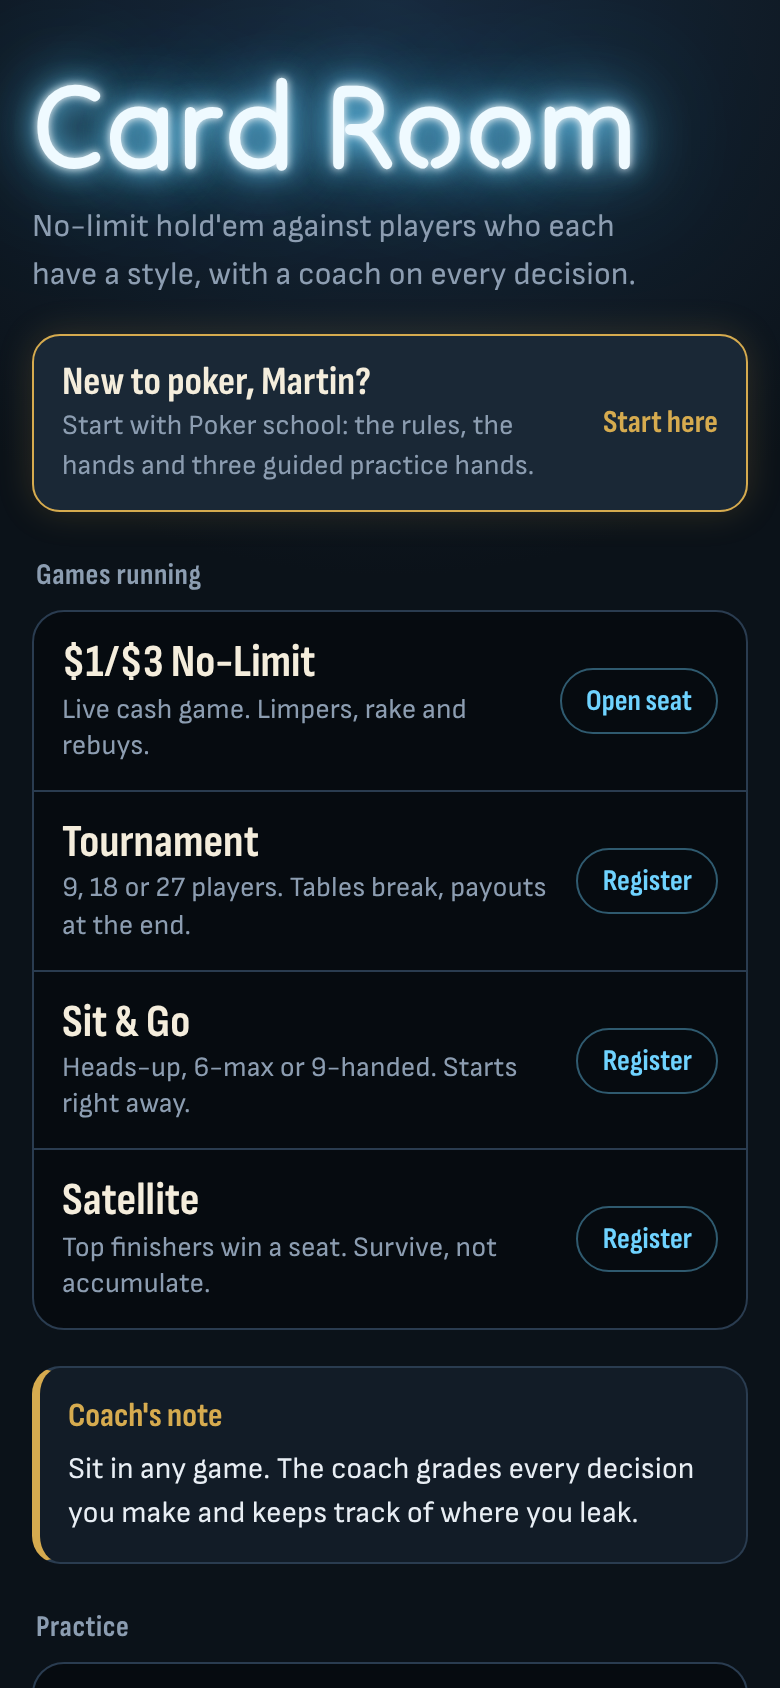 Card Room
No-limit hold'em against players who each
have a style, with a coach on every decision.
New to poker, Martin?
Start with Poker school: the rules, the
hands and three guided practice hands.
Start here
Games running
$1/$3 No-Limit
Live cash game. Limpers, rake and
rebuys.
Open seat
Tournament
9, 18 or 27 players. Tables break, payouts
at the end.
Register
Sit & Go
Heads-up, 6-max or 9-handed. Starts
right away.
Register
Satellite
Top finishers win a seat. Survive, not
accumulate.
Register
Coach's note
Sit in any game. The coach grades every decision
you make and keeps track of where you leak.
Practice